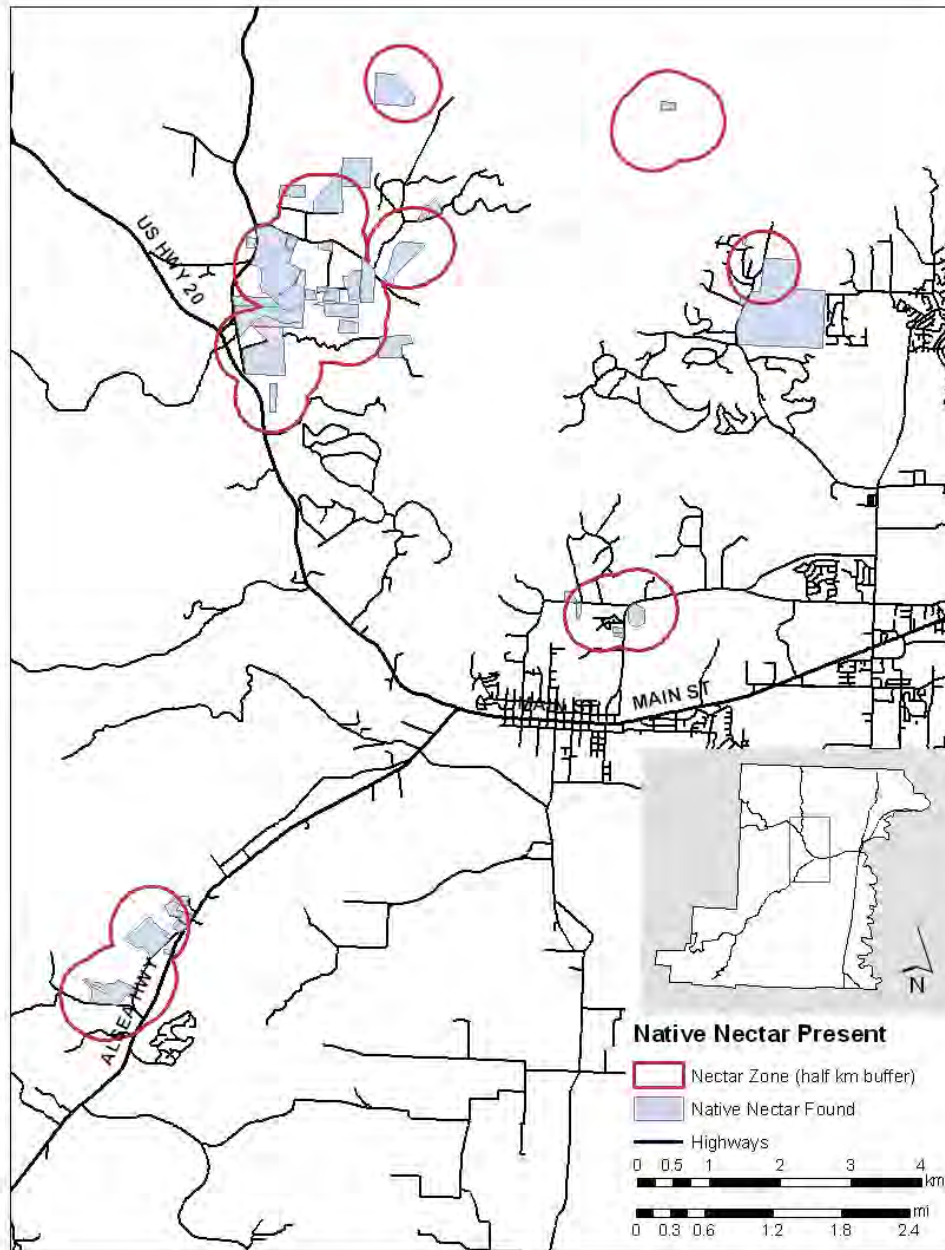 US HWY 20
MAIN ST
MAIN ST
ALSEA HWY
N
Native Nectar Present
Nectar Zone (half km buffer)
Native Nectar Found
Highways
0 0.5 1 2 3 4
km
mi
0 0.3 0.6 1.2 1.8 2.4